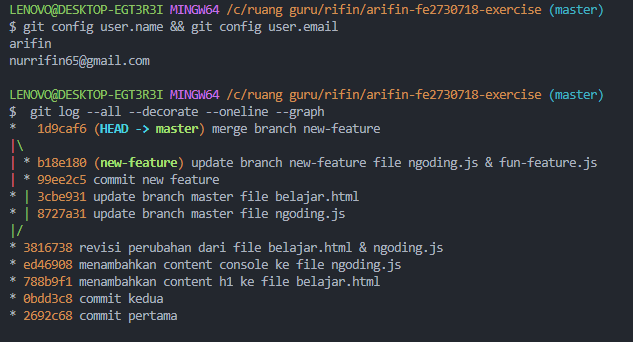 LENOVO@DESKTOP-EGT3R3I MINGW64 /c/ruang guru/rifin/arifin-fe2730718-exercise (master)
$ git config user.name && git config user.email
arifin
nurrifin65@gmail.com

LENOVO@DESKTOP-EGT3R3I MINGW64 /c/ruang guru/rifin/arifin-fe2730718-exercise (master)
$  git log --all --decorate --oneline --graph
*   1d9caf6 (HEAD -> master) merge branch new-feature
|\
| * b18e180 (new-feature) update branch new-feature file ngoding.js & fun-feature.js
| * 99ee2c5 commit new feature
* | 3cbe931 update branch master file belajar.html
* | 8727a31 update branch master file ngoding.js
|/
* 3816738 revisi perubahan dari file belajar.html & ngoding.js
* ed46908 menambahkan content console ke file ngoding.js
* 788b9f1 menambahkan content h1 ke file belajar.html
* 0bdd3c8 commit kedua
* 2692c68 commit pertama